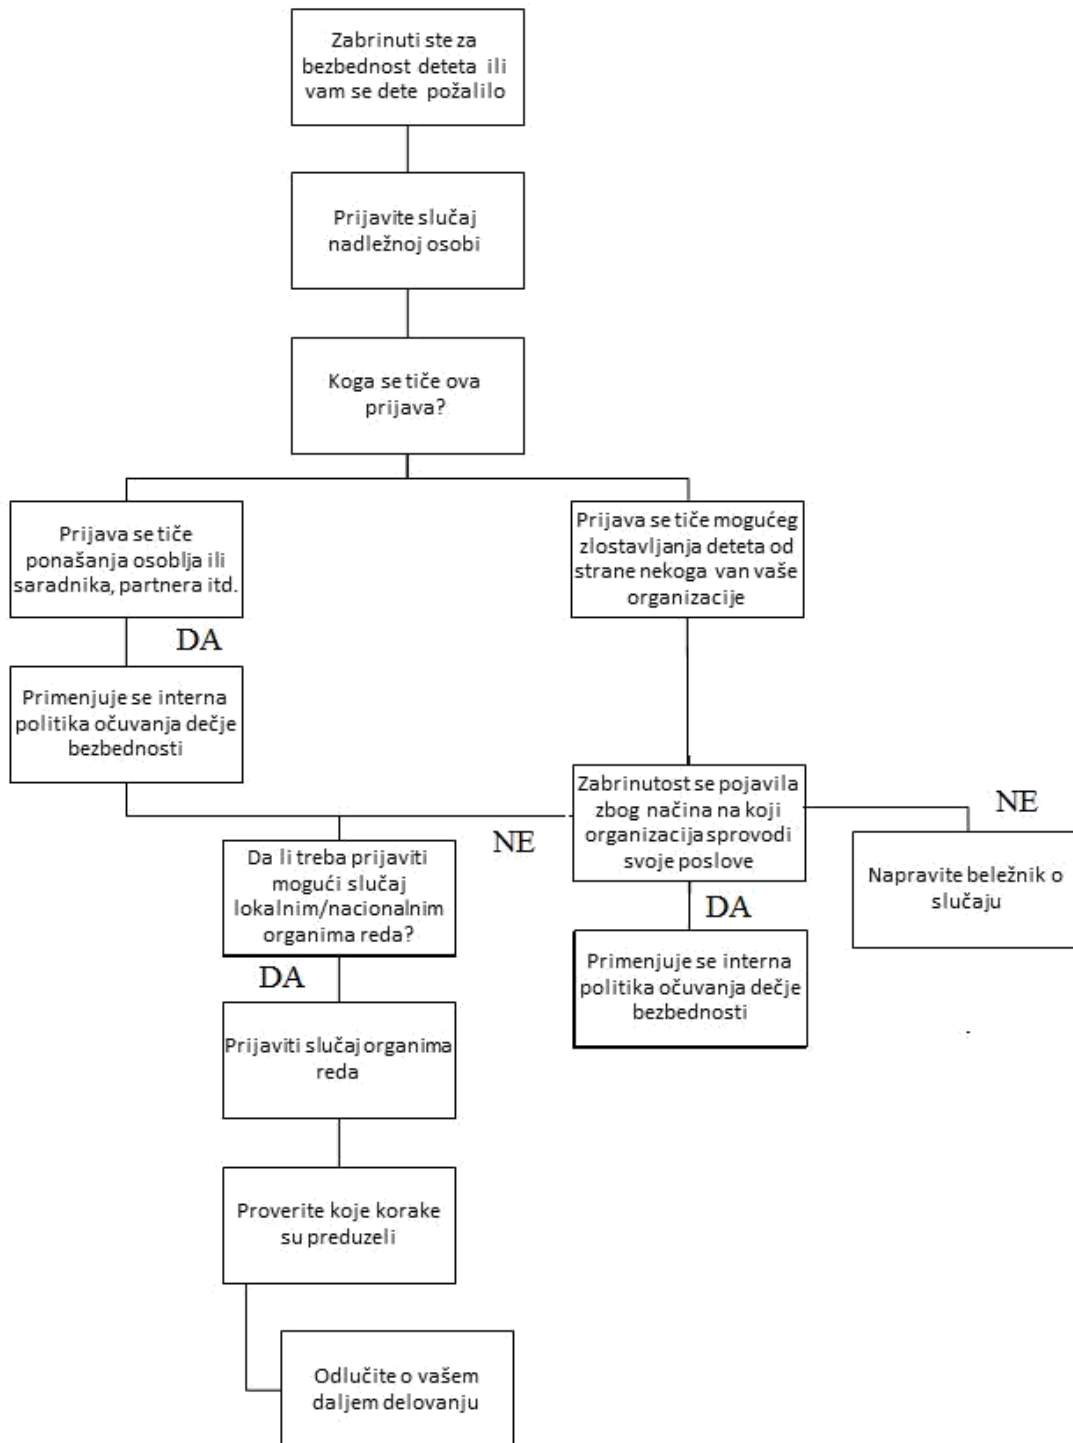 Zabrinuti ste za
bezbednost deteta ili
vam se dete požalilo
Prijavite slučaj
nadležnoj osobi
Koga se tiče ova
prijava?
Prijava se tiče
ponašanja osoblja ili
saradnika, partnera itd.
Prijava se tiče mogućeg
zlostavljanja deteta od
strane nekoga van vaše
organizacije
DA
Primenjuje se interna
politika očuvanja dečje
bezbednosti
Zabrinutost se pojavila
zbog načina na koji
organizacija sprovodi
svoje poslove
NE
NE
Da li treba prijaviti
mogući slučaj
lokalnim/nacionalnim
organima reda?
Napravite beležnik o
slučaju
DA
DA
Primenjuje se interna
politika očuvanja dečje
bezbednosti
Prijaviti slučaj organima
reda
Proverite koje korake
su preduzeli
Odlučite o vašem
daljem delovanju